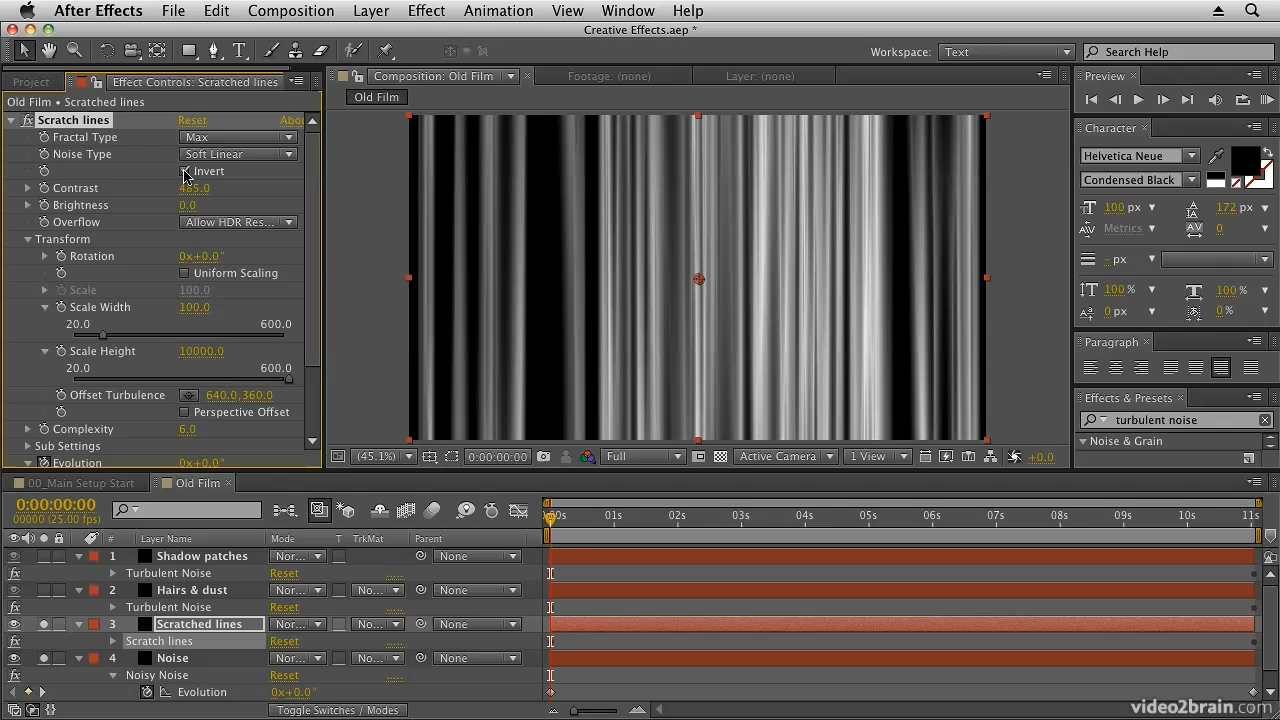 After Effects File Edit Composition Layer Effect Animation View Window Help
Creative Effects.aep *
Workspace: Text Search Help
Project Effect Controls: Scratched lines
Composition: Old Film Footage: (none) Layer: (none)
Preview
Old Film • Scratched lines
Old Film
Scratch lines Reset Abou
Fractal Type Max
Noise Type Soft Linear
Invert
Contrast 485.0
Brightness 0.0
Overflow Allow HDR Res...
Transform
Rotation 0x+0.0°
Uniform Scaling
Scale 100.0
Scale Width 100.0
20.0 600.0
Scale Height 10000.0
20.0 600.0
Offset Turbulence 640.0,360.0
Perspective Offset
Complexity 6.0
Sub Settings
Evolution 0x+0.0°
(45.1%) 0:00:00:00 Full Active Camera 1 View +0.0
Character
Helvetica Neue
Condensed Black
100 px 172 px
Metrics 0
- px
100 % 100 %
0 px 0 %
Paragraph
Effects & Presets
turbulent noise
Noise & Grain
00_Main Setup Start Old Film
0:00:00:00
00000 (25.00 fps)
:00s 01s 02s 03s 04s 05s 06s 07s 08s 09s 10s 11s
# Layer Name Mode T TrkMat Parent
1 Shadow patches Nor... None
fx Turbulent Noise Reset .....
2 Hairs & dust Nor... No... None
fx Turbulent Noise Reset .....
3 Scratched lines Nor... No... None
fx Scratch lines Reset .....
4 Noise Nor... No... None
fx Noisy Noise Reset .....
Evolution 0x+0.0°
Toggle Switches / Modes
video2brain.com